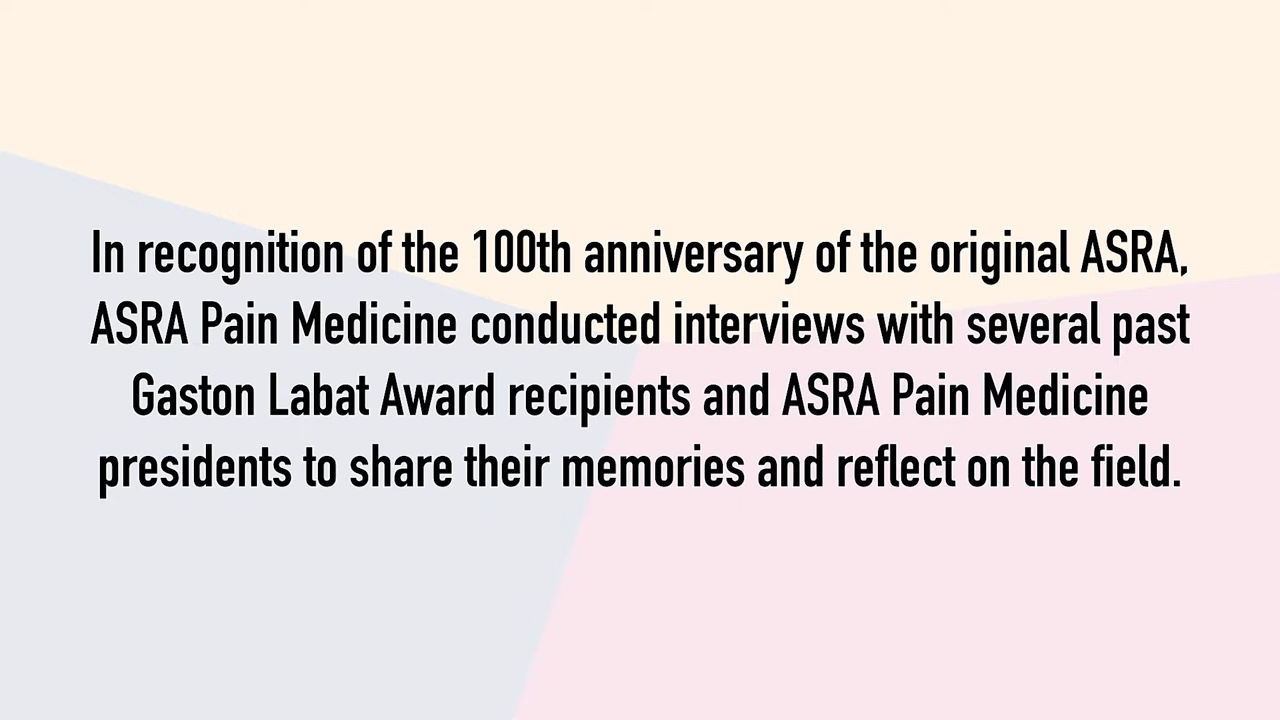 In recognition of the 100th anniversary of the original ASRA,
ASRA Pain Medicine conducted interviews with several past
Gaston Labat Award recipients and ASRA Pain Medicine
presidents to share their memories and reflect on the field.